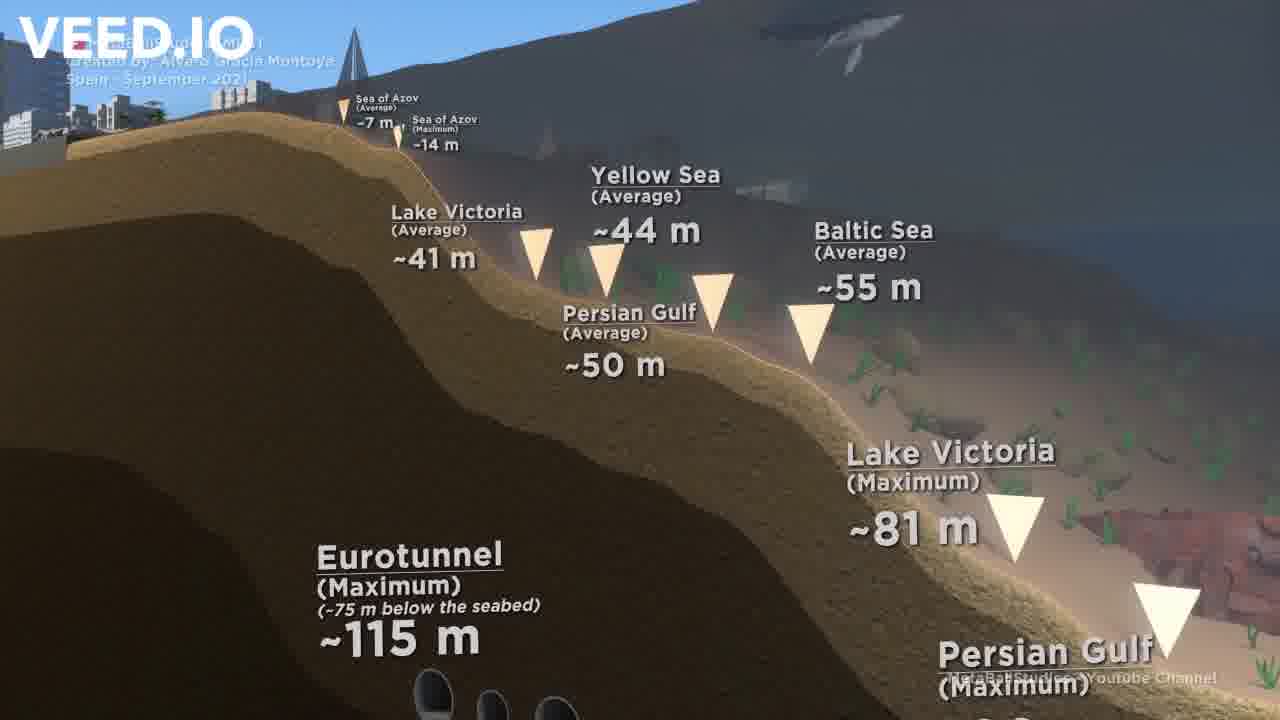 VEED.IO
Created by: Alvaro Gracia Montoya
Spain - September 2021
Sea of Azov
(Average)
~7 m
Sea of Azov
(Maximum)
~14 m
Yellow Sea
(Average)
~44 m
Lake Victoria
(Average)
~41 m
Baltic Sea
(Average)
~55 m
Persian Gulf
(Average)
~50 m
Lake Victoria
(Maximum)
~81 m
Eurotunnel
(Maximum)
(~75 m below the seabed)
~115 m
Persian Gulf
(Maximum)
MetaBallStudios - Youtube Channel